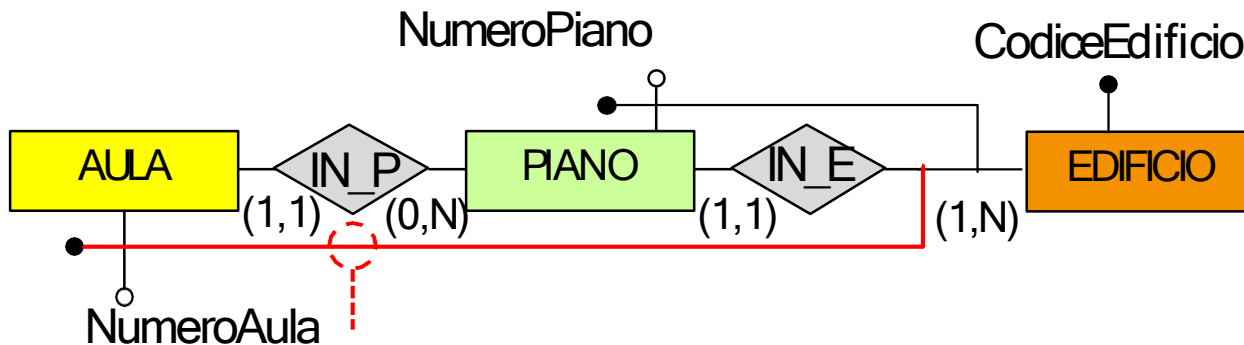 NumeroPiano
CodiceEdificio
AULA
IN_P
PIANO
IN_E
EDIFICIO
(1,1)
(0,N)
(1,1)
(1,N)
NumeroAula